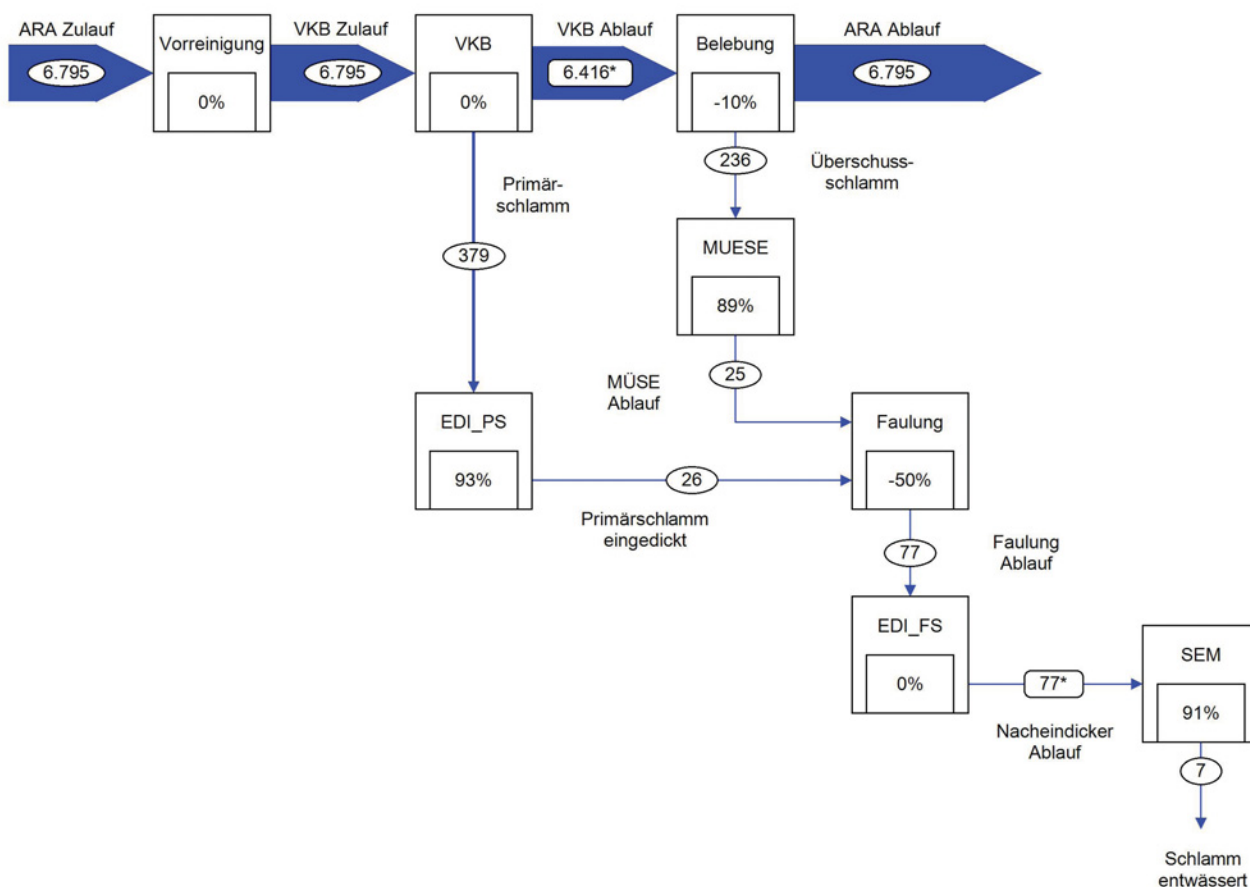 ARA Zulauf
VKB Zulauf
VKB Ablauf
ARA Ablauf
Vorreinigung
VKB
Belebung
6.795
6.795
6.416*
6.795
0%
0%
-10%
236
Überschuss-
schlamm
Primär-
schlamm
379
MUESE
89%
MÜSE
Ablauf
25
EDI_PS
93%
26
Primärschlamm
eingedickt
Faulung
-50%
77
Faulung
Ablauf
EDI_FS
0%
77*
Nacheindicker
Ablauf
SEM
91%
7
Schlamm
entwässert